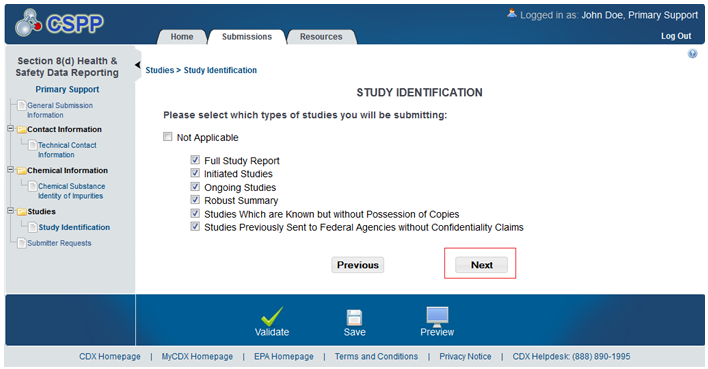 CSPP
Logged in as: John Doe, Primary Support
Home
Submissions
Resources
Log Out
Section 8(d) Health &
Safety Data Reporting
Primary Support
General Submission
Information
Contact Information
Technical Contact
Information
Chemical Information
Chemical Substance
Identity of Impurities
Studies
Study Identification
Submitter Requests
Studies > Study Identification
STUDY IDENTIFICATION
Please select which types of studies you will be submitting:
Not Applicable
Full Study Report
Initiated Studies
Ongoing Studies
Robust Summary
Studies Which are Known but without Possession of Copies
Studies Previously Sent to Federal Agencies without Confidentiality Claims
Previous
Next
Validate
Save
Preview
CDX Homepage | MyCDX Homepage | EPA Homepage | Terms and Conditions | Privacy Notice | CDX Helpdesk: (888) 890-1995